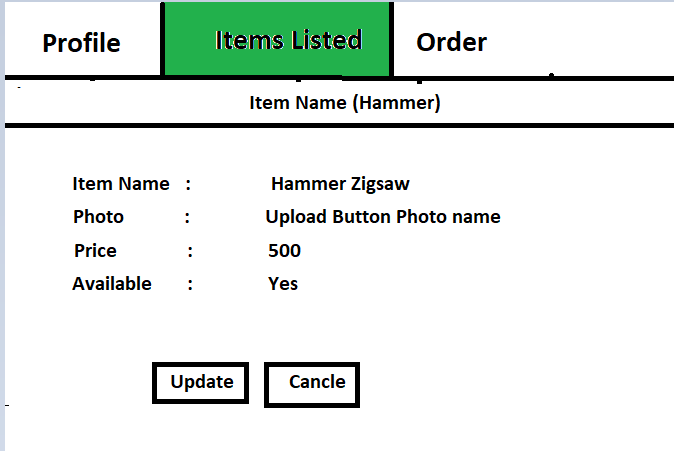 Profile Items Listed Order
Item Name (Hammer)
Item Name : Hammer Zigsaw
Photo : Upload Button Photo name
Price : 500
Available : Yes
Update Cancle